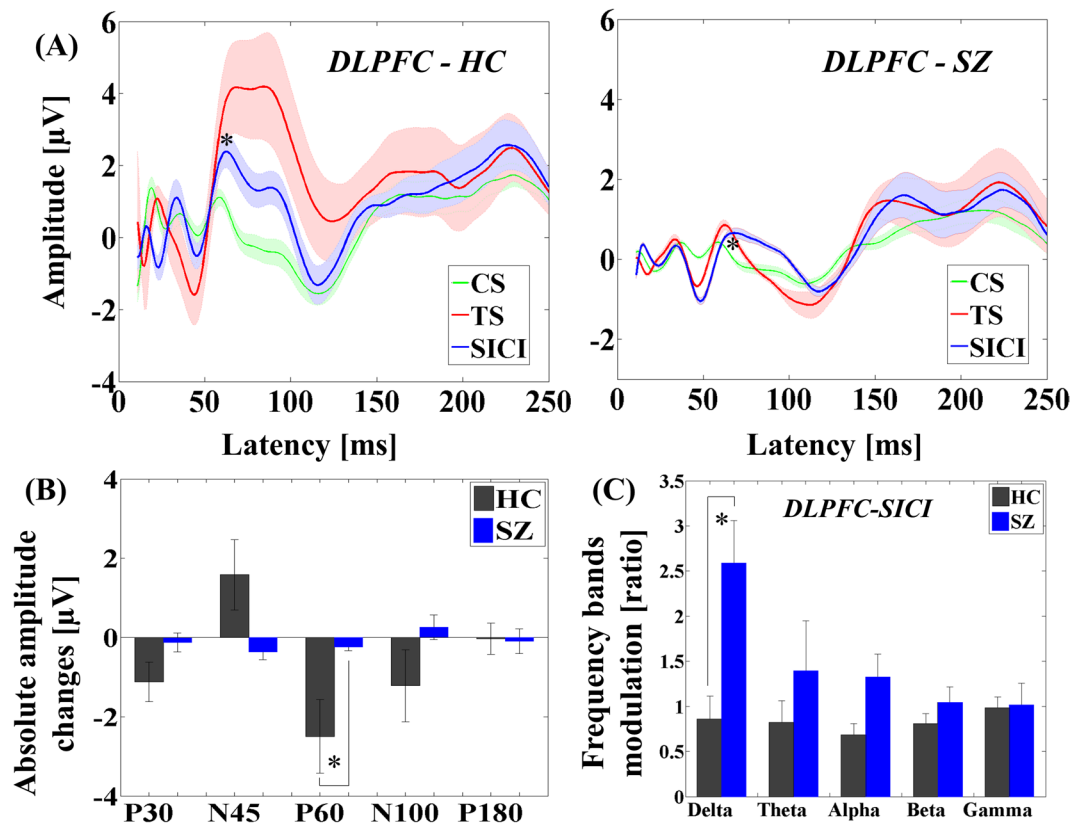 (A)
DLPFC - HC
Amplitude [µV]
6
4
2
0
-2
-4
*
CS
TS
SICI
0 50 100 150 200 250
Latency [ms]
DLPFC - SZ
6
4
2
0
-2
*
CS
TS
SICI
0 50 100 150 200 250
Latency [ms]
(B)
Absolute amplitude
changes [µV]
4
2
0
-2
-4
HC
SZ
*
P30 N45 P60 N100 P180
(C)
Frequency bands
modulation [ratio]
3.5
3
2.5
2
1.5
1
0.5
0
DLPFC-SICI
HC
SZ
*
Delta Theta Alpha Beta Gamma